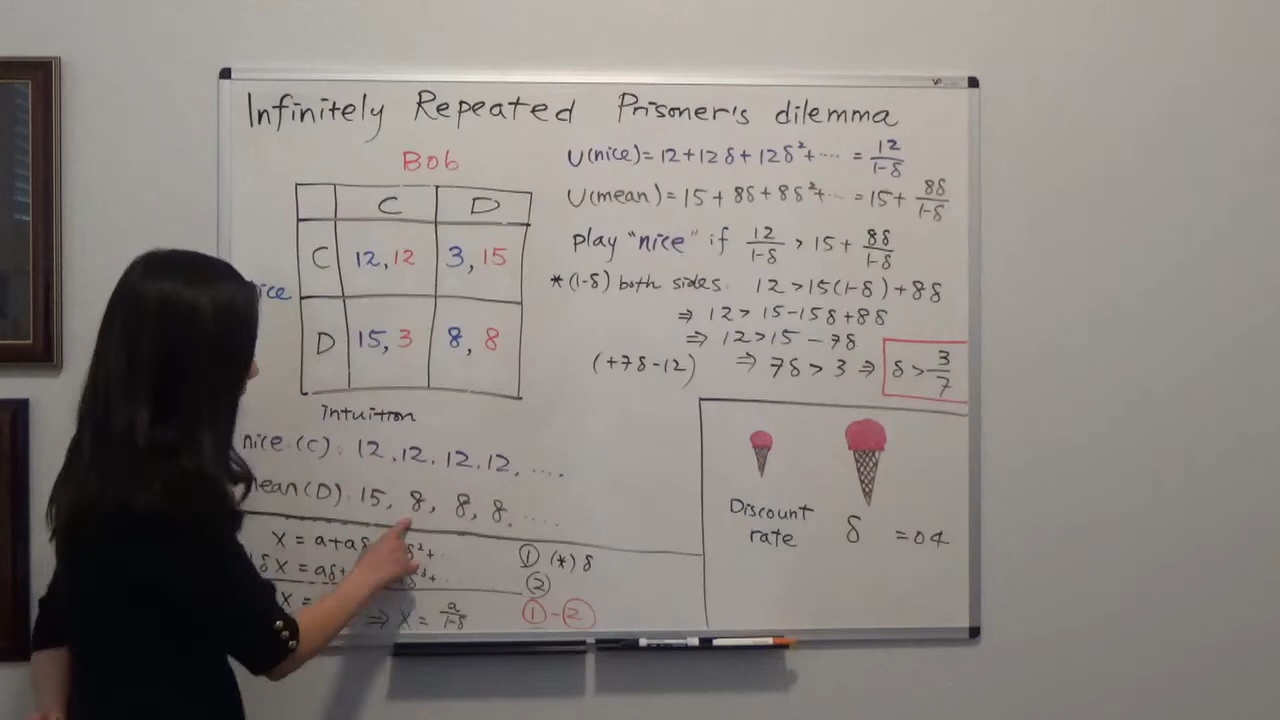 Infinitely Repeated Prisoner's dilemma
Bob
C D
C 12, 12 3, 15
D 15, 3 8, 8
ice
intuition
nice (C): 12, 12, 12, 12, ....
mean (D): 15, 8, 8, 8, ....
X = a+aδ δ²+..
δX = aδ+
X = ⇒ X = a/1-δ
① (*) δ
②
①-②
U(nice)= 12+12δ+12δ²+.... = 12/1-δ
U(mean)= 15+8δ+8δ²+... = 15+ 8δ/1-δ
play "nice" if 12/1-δ > 15+ 8δ/1-δ
*(1-δ) both sides. 12 >15(1-δ)+8δ
⇒ 12 > 15-15δ+8δ
⇒ 12 >15 -7δ
(+7δ-12) ⇒ 7δ > 3 ⇒ δ > 3/7
Discount
rate δ =0.4